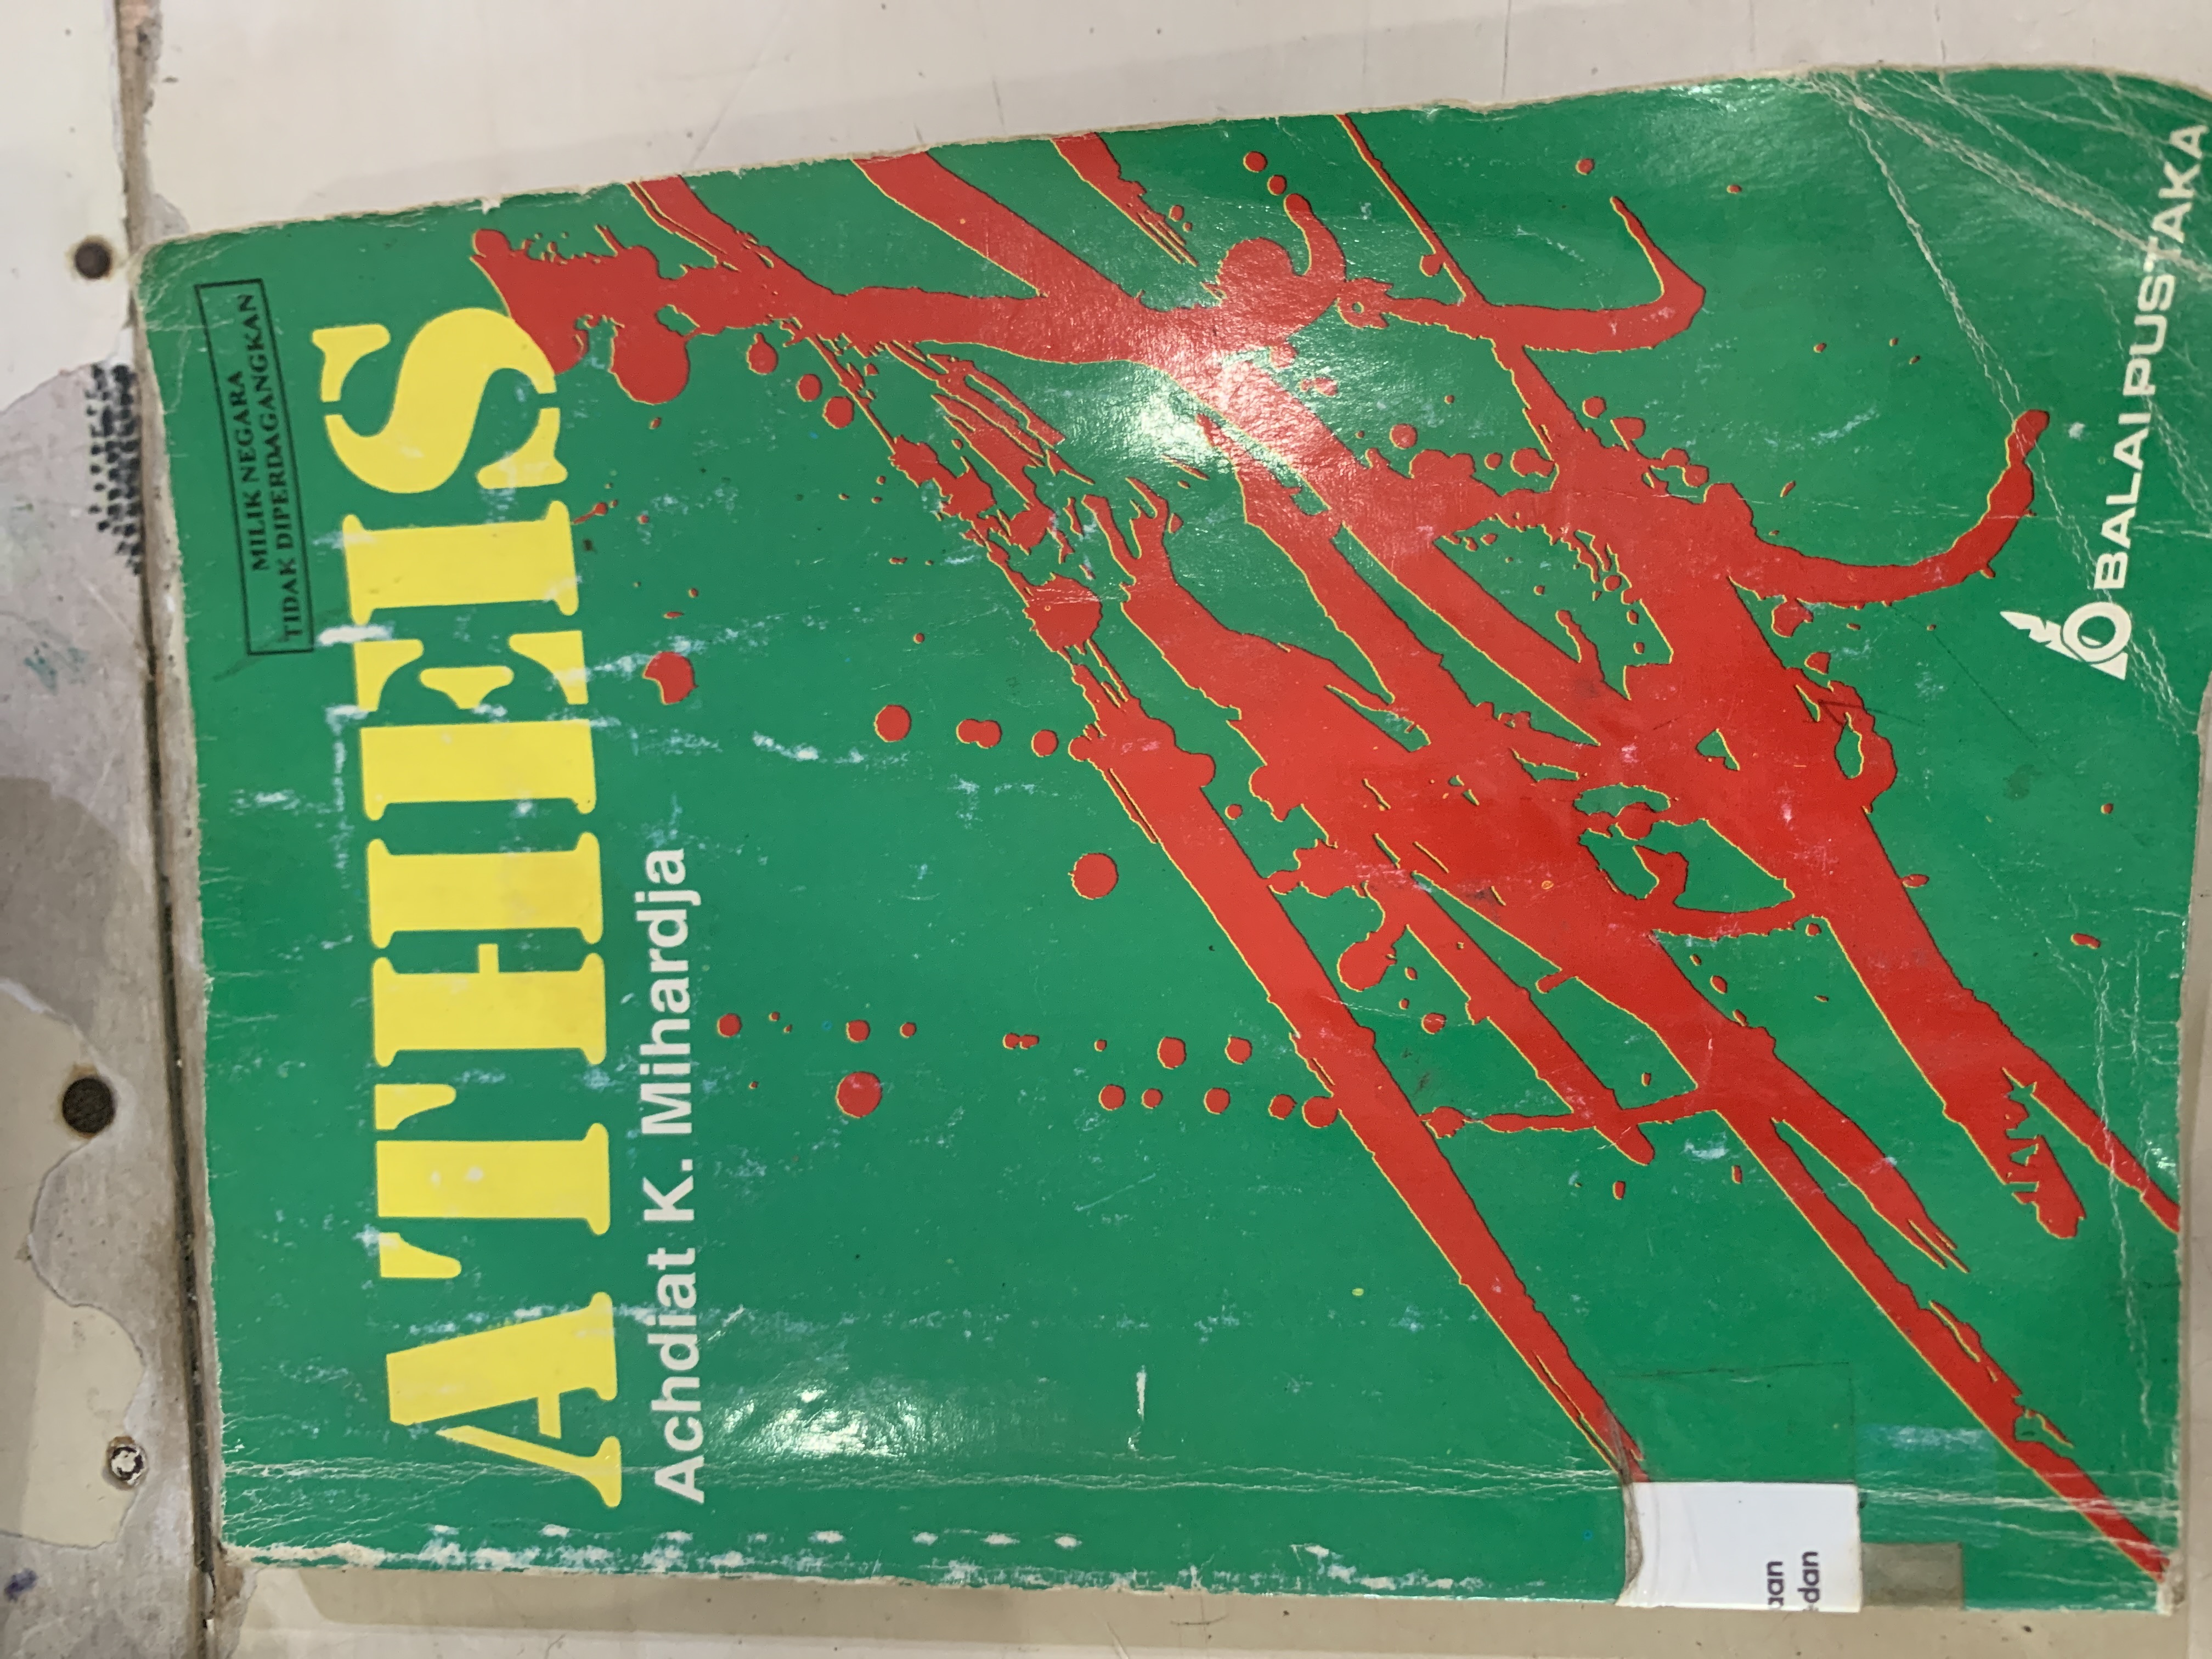 MILIK NEGARA
TIDAK DIPERDAGANGKAN
ATHEIS
Achdiat K. Mihardja
BALAI PUSTAKA